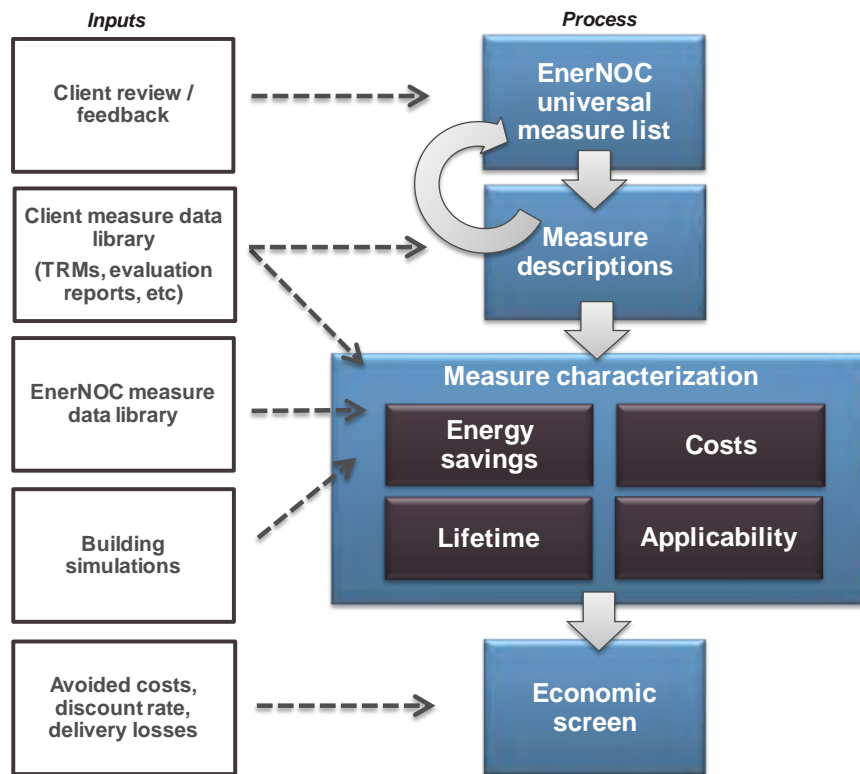 Inputs
Process
Client review /
feedback
EnerNOC
universal
measure list
Client measure data
library
(TRMs, evaluation
reports, etc)
Measure
descriptions
EnerNOC measure
data library
Measure characterization
Energy
savings
Costs
Building
simulations
Lifetime
Applicability
Avoided costs,
discount rate,
delivery losses
Economic
screen